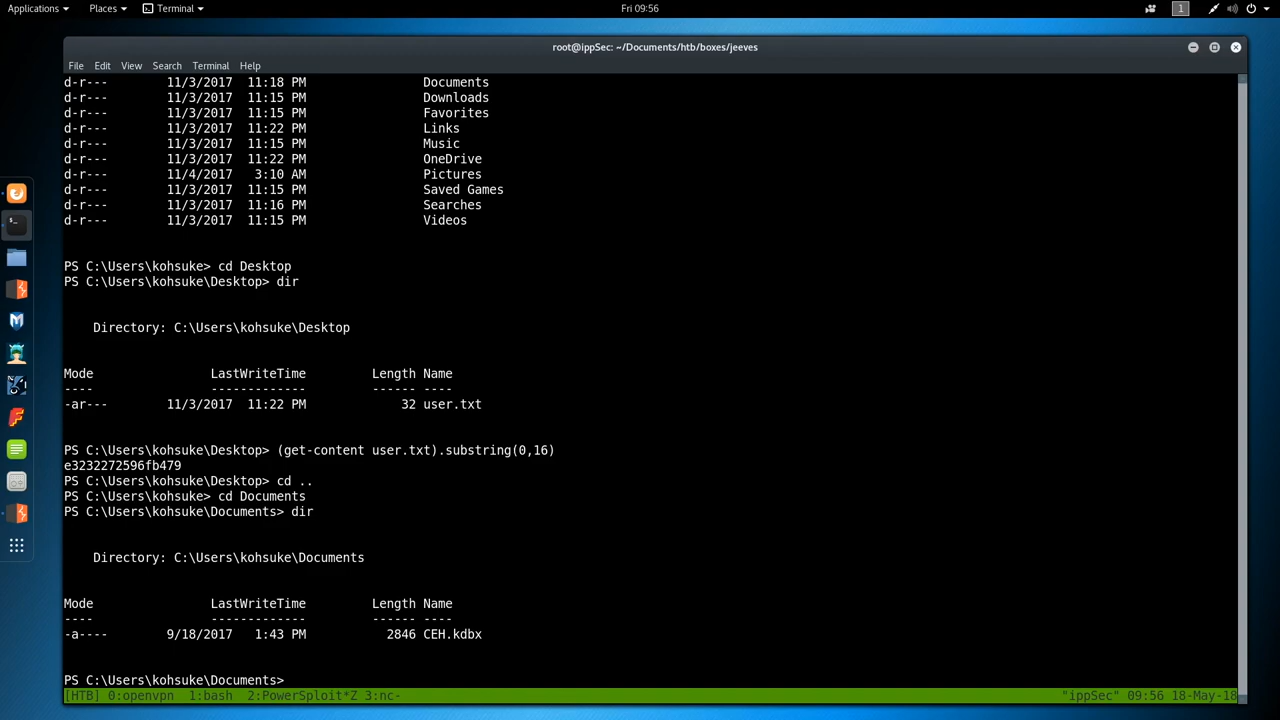 Applications Places Terminal Fri 09:56 1
root@ippSec: ~/Documents/htb/boxes/jeeves
File Edit View Search Terminal Help
d-r--- 11/3/2017 11:18 PM Documents
d-r--- 11/3/2017 11:15 PM Downloads
d-r--- 11/3/2017 11:15 PM Favorites
d-r--- 11/3/2017 11:22 PM Links
d-r--- 11/3/2017 11:15 PM Music
d-r--- 11/3/2017 11:22 PM OneDrive
d-r--- 11/4/2017 3:10 AM Pictures
d-r--- 11/3/2017 11:15 PM Saved Games
d-r--- 11/3/2017 11:16 PM Searches
d-r--- 11/3/2017 11:15 PM Videos
PS C:\Users\kohsuke> cd Desktop
PS C:\Users\kohsuke\Desktop> dir
Directory: C:\Users\kohsuke\Desktop
Mode LastWriteTime Length Name
---- ------------- ------ ----
-ar--- 11/3/2017 11:22 PM 32 user.txt
PS C:\Users\kohsuke\Desktop> (get-content user.txt).substring(0,16)
e3232272596fb479
PS C:\Users\kohsuke\Desktop> cd ..
PS C:\Users\kohsuke> cd Documents
PS C:\Users\kohsuke\Documents> dir
Directory: C:\Users\kohsuke\Documents
Mode LastWriteTime Length Name
---- ------------- ------ ----
-a---- 9/18/2017 1:43 PM 2846 CEH.kdbx
PS C:\Users\kohsuke\Documents>
[HTB] 0:openvpn 1:bash 2:PowerSploit*Z 3:nc- "ippSec" 09:56 18-May-18